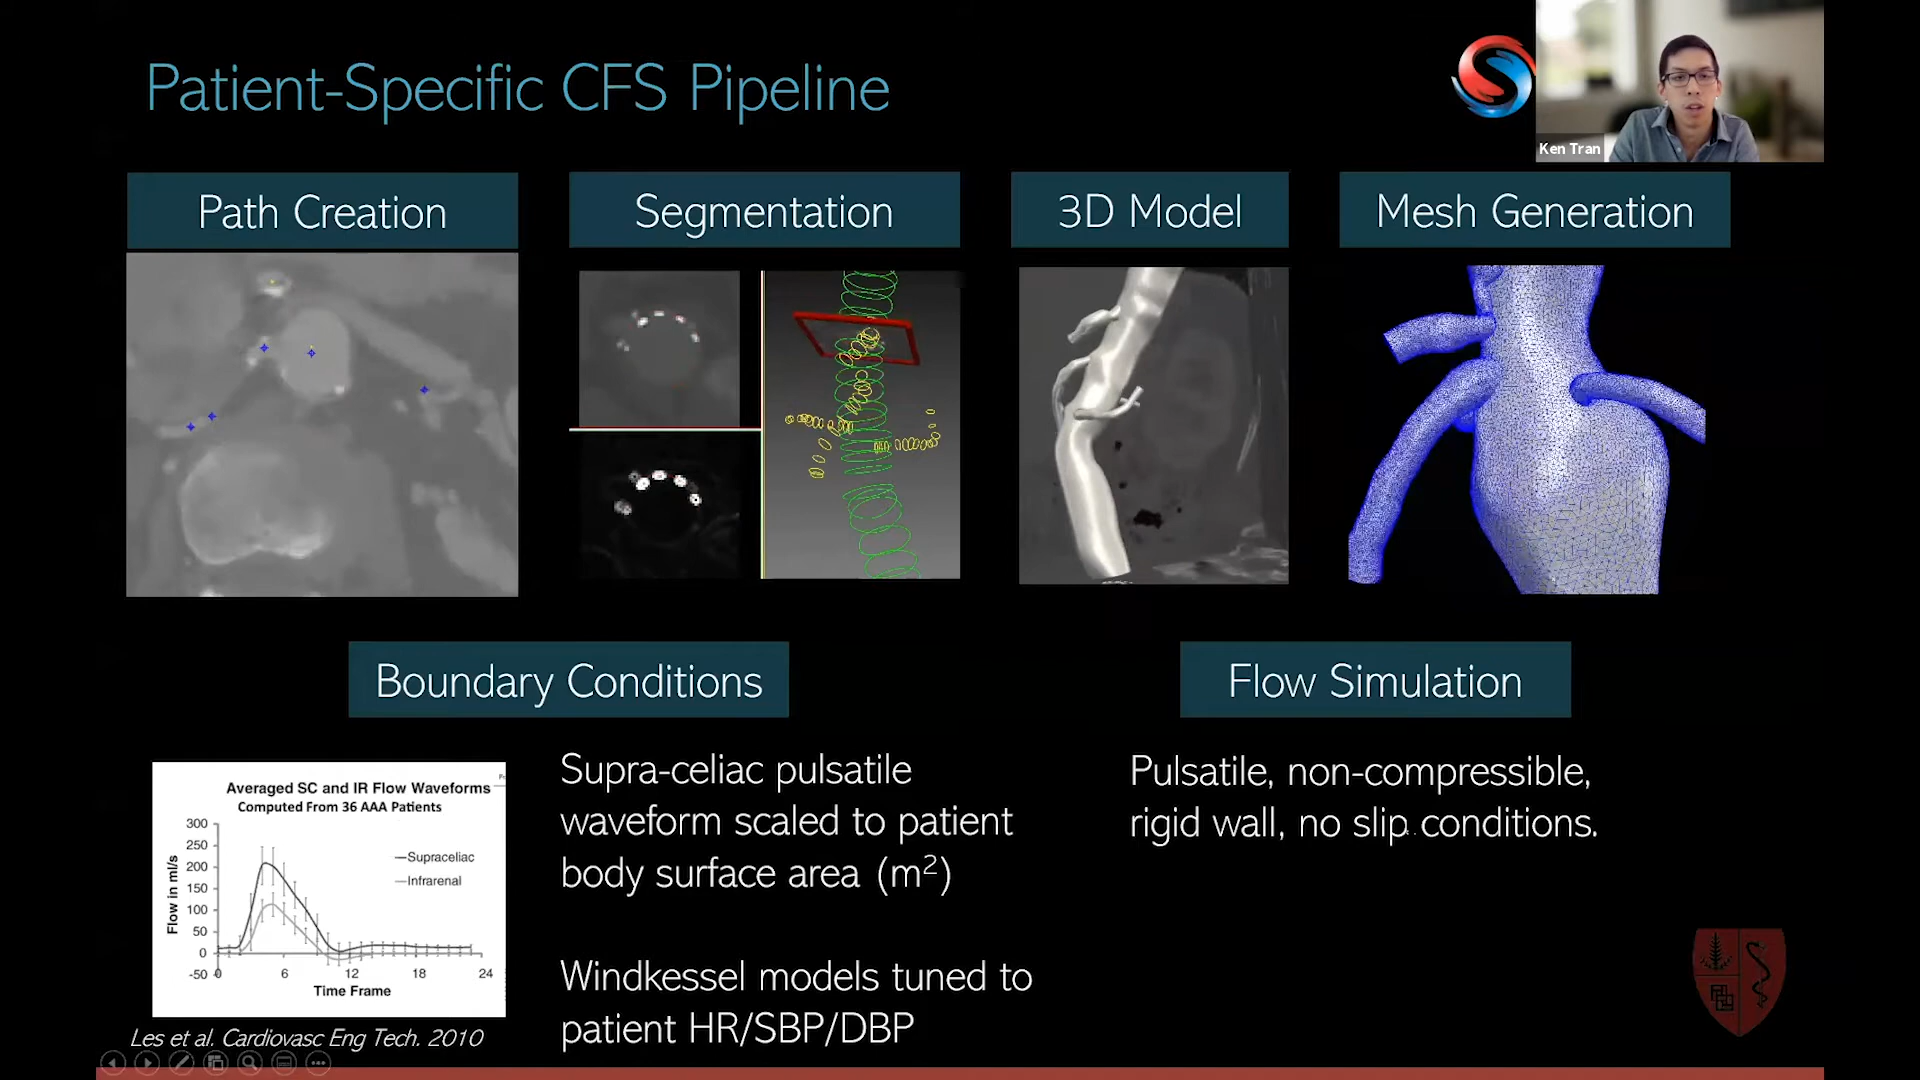 Patient-Specific CFS Pipeline
Ken Tran
Path Creation
Segmentation
3D Model
Mesh Generation
Boundary Conditions
Flow Simulation
Averaged SC and IR Flow Waveforms
Computed From 36 AAA Patients
300
250
200
150
100
50
0
-50
Flow in ml/s
Supraceliac
Infrarenal
0 6 12 18 24
Time Frame
Les et al. Cardiovasc Eng Tech. 2010
Supra-celiac pulsatile
waveform scaled to patient
body surface area (m²)
Windkessel models tuned to
patient HR/SBP/DBP
Pulsatile, non-compressible,
rigid wall, no slip conditions.